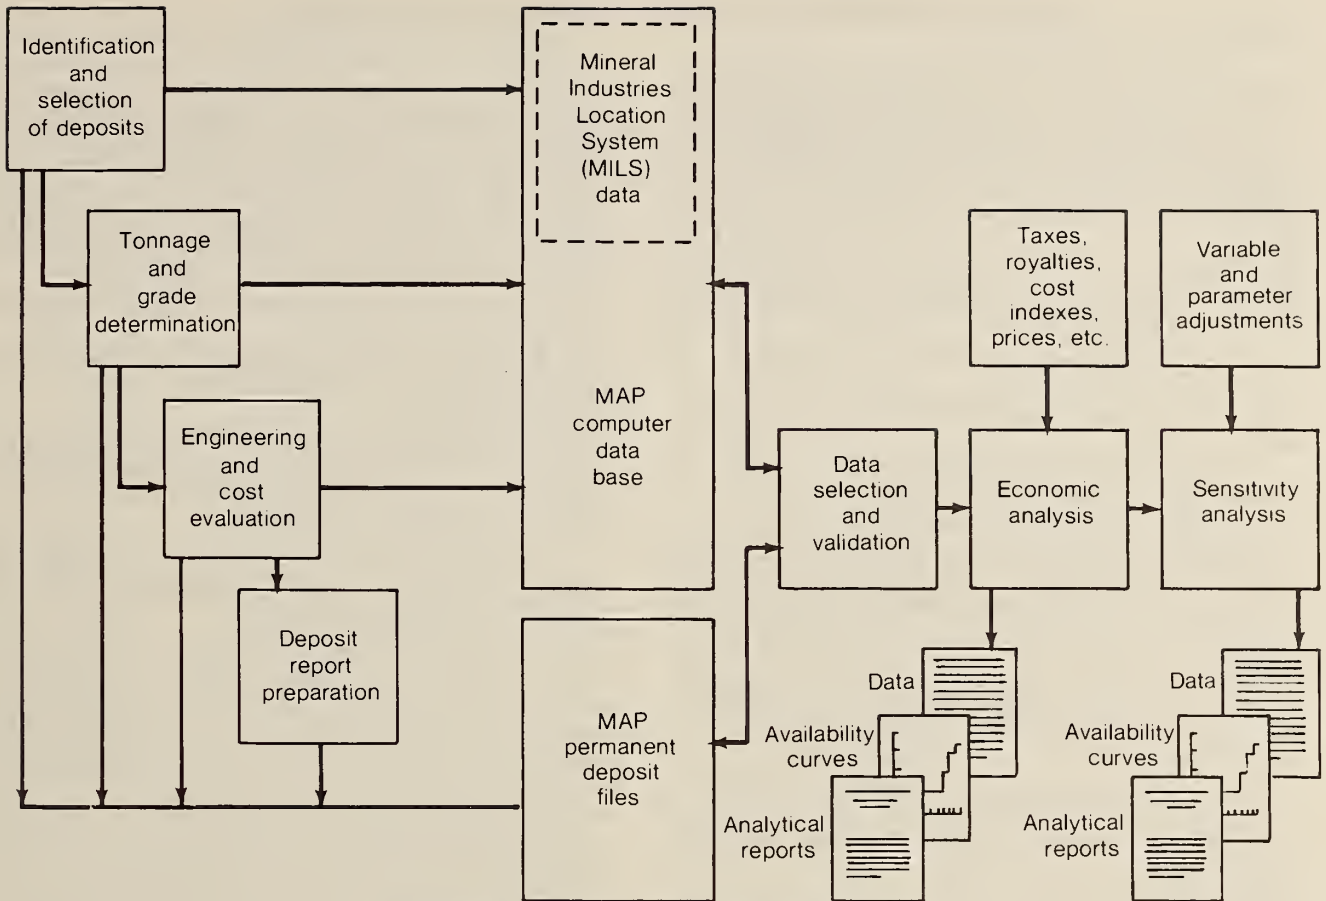 Identification
and
selection
of deposits
Mineral
Industries
Location
System
(MILS)
data
Tonnage
and
grade
determination
Taxes,
royalties,
cost
indexes,
prices, etc.
Variable
and
parameter
adjustments
MAP
computer
data
base
Engineering
and
cost
evaluation
Data
selection
and
validation
Economic
analysis
Sensitivity
analysis
Deposit
report
preparation
MAP
permanent
deposit
files
Data
Availability
curves
Analytical
reports
Data
Availability
curves
Analytical
reports